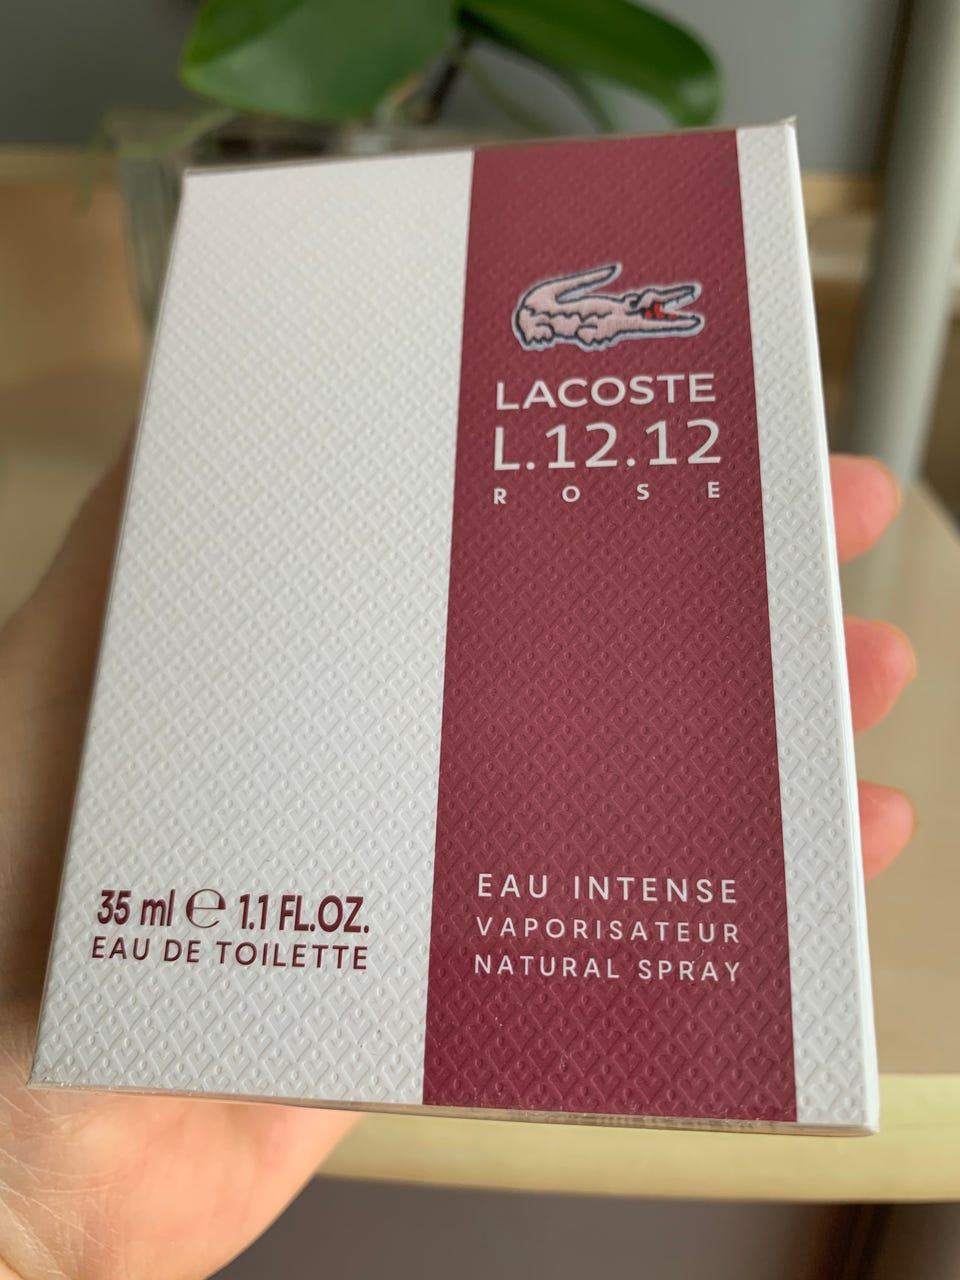 LACOSTE
L.12.12
ROSE
35 ml ℮ 1.1 FL.OZ.
EAU DE TOILETTE
EAU INTENSE
VAPORISATEUR
NATURAL SPRAY